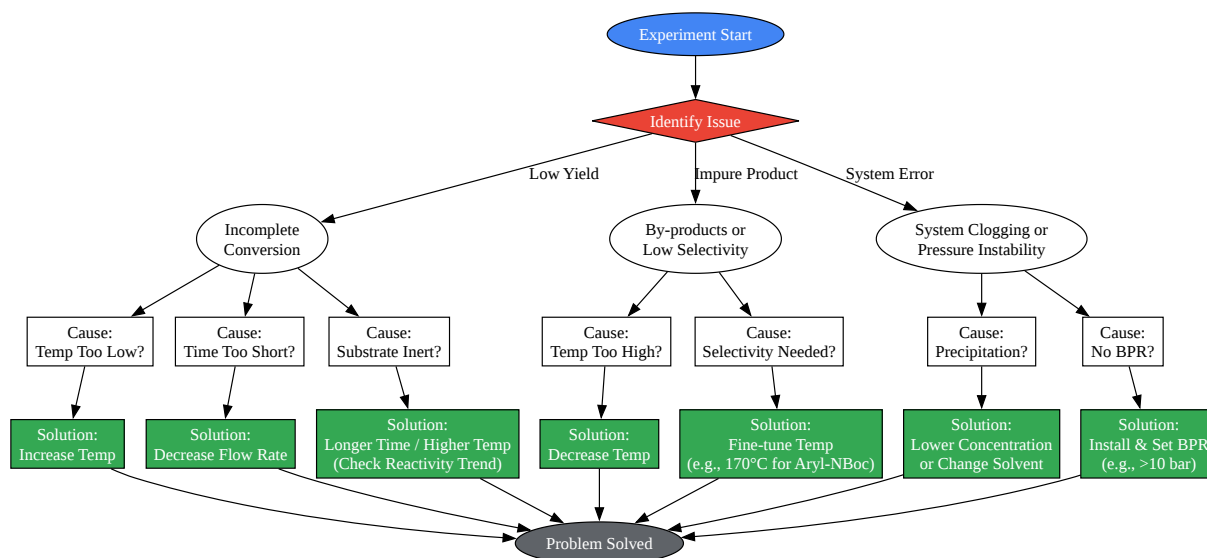 Experiment Start
Identify Issue
Low Yield
Impure Product
System Error
Incomplete
Conversion
By-products or
Low Selectivity
System Clogging or
Pressure Instability
Cause:
Temp Too Low?
Cause:
Time Too Short?
Cause:
Substrate Inert?
Cause:
Temp Too High?
Cause:
Selectivity Needed?
Cause:
Precipitation?
Cause:
No BPR?
Solution:
Increase Temp
Solution:
Decrease Flow Rate
Solution:
Longer Time / Higher Temp
(Check Reactivity Trend)
Solution:
Decrease Temp
Solution:
Fine-tune Temp
(e.g., 170°C for Aryl-NBoc)
Solution:
Lower Concentration
or Change Solvent
Solution:
Install & Set BPR
(e.g., >10 bar)
Problem Solved